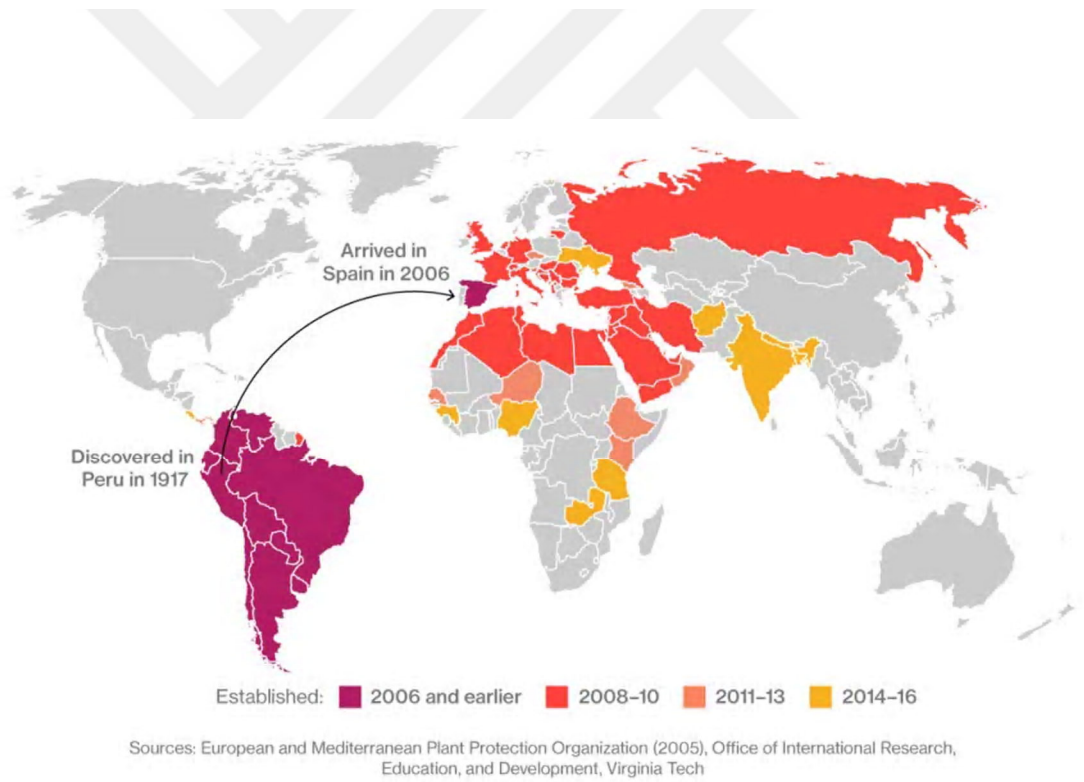 Arrived in
Spain in 2006
Discovered in
Peru in 1917
Established: 2006 and earlier 2008–10 2011–13 2014–16
Sources: European and Mediterranean Plant Protection Organization (2005), Office of International Research,
Education, and Development, Virginia Tech